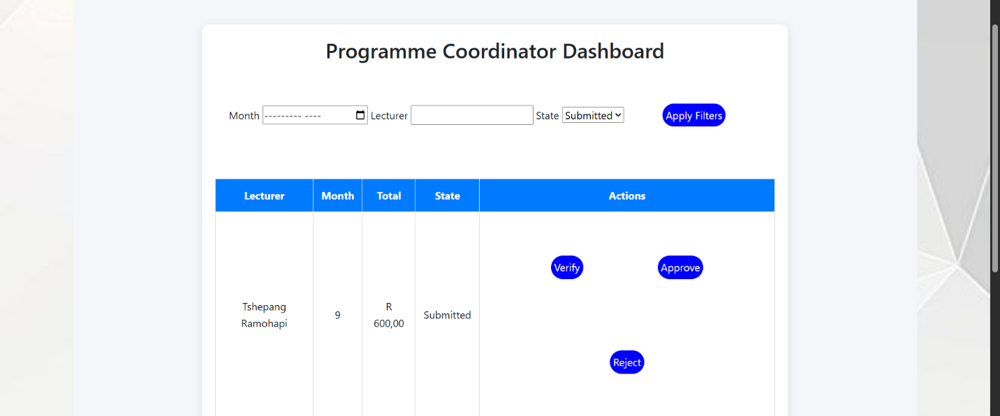 Programme Coordinator Dashboard
Month --------- ---- Lecturer State Submitted Apply Filters
Lecturer Month Total State Actions
Verify Approve
Tshepang
Ramohapi
9
R
600,00
Submitted
Reject